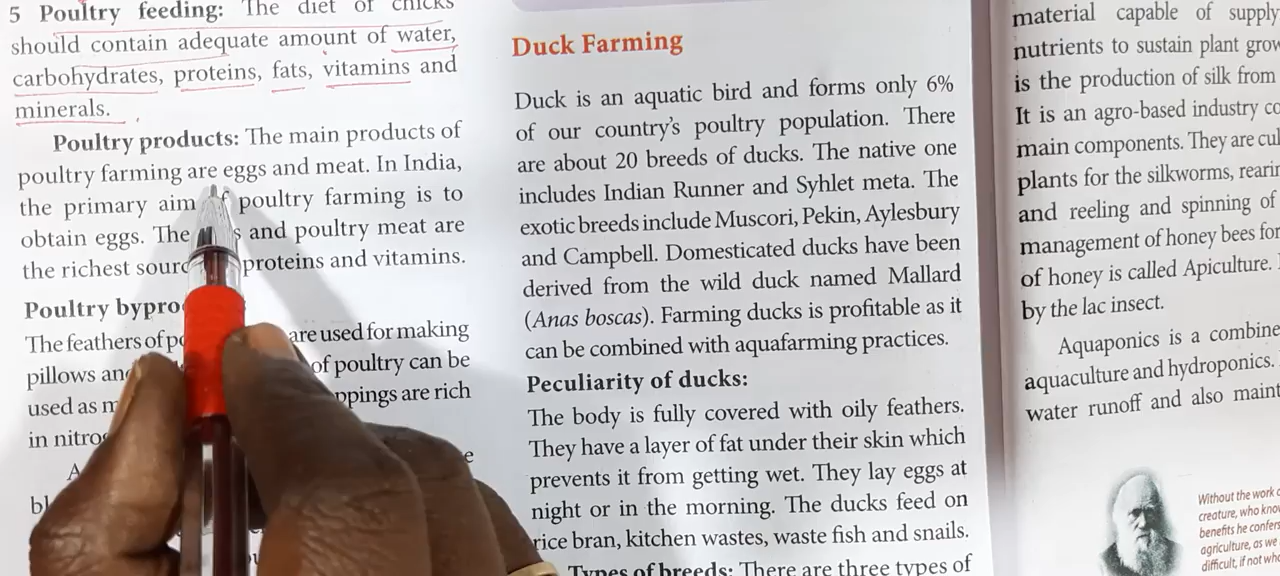 5 Poultry feeding: The diet of chicks
should contain adequate amount of water,
carbohydrates, proteins, fats, vitamins and
minerals.
Poultry products: The main products of
poultry farming are eggs and meat. In India,
the primary aim of poultry farming is to
obtain eggs. The and poultry meat are
the richest proteins and vitamins.
Poultry
The feathers of are used for making
pillows of poultry can be
used as are rich
in
Duck Farming
Duck is an aquatic bird and forms only 6%
of our country's poultry population. There
are about 20 breeds of ducks. The native one
includes Indian Runner and Syhlet meta. The
exotic breeds include Muscori, Pekin, Aylesbury
and Campbell. Domesticated ducks have been
derived from the wild duck named Mallard
(Anas boscas). Farming ducks is profitable as it
can be combined with aquafarming practices.
Peculiarity of ducks:
The body is fully covered with oily feathers.
They have a layer of fat under their skin which
prevents it from getting wet. They lay eggs at
night or in the morning. The ducks feed on
rice bran, kitchen wastes, waste fish and snails.
Types of breeds: There are three types of
material capable of supply
nutrients to sustain plant grow
is the production of silk from
It is an agro-based industry co
main components. They are cul
plants for the silkworms, rearin
and reeling and spinning of
management of honey bees for
of honey is called Apiculture.
by the lac insect.
Aquaponics is a combine
aquaculture and hydroponics.
water runoff and also maint
Without the work o
creature, who know
benefits he confers
agriculture, as we
difficult, if not who